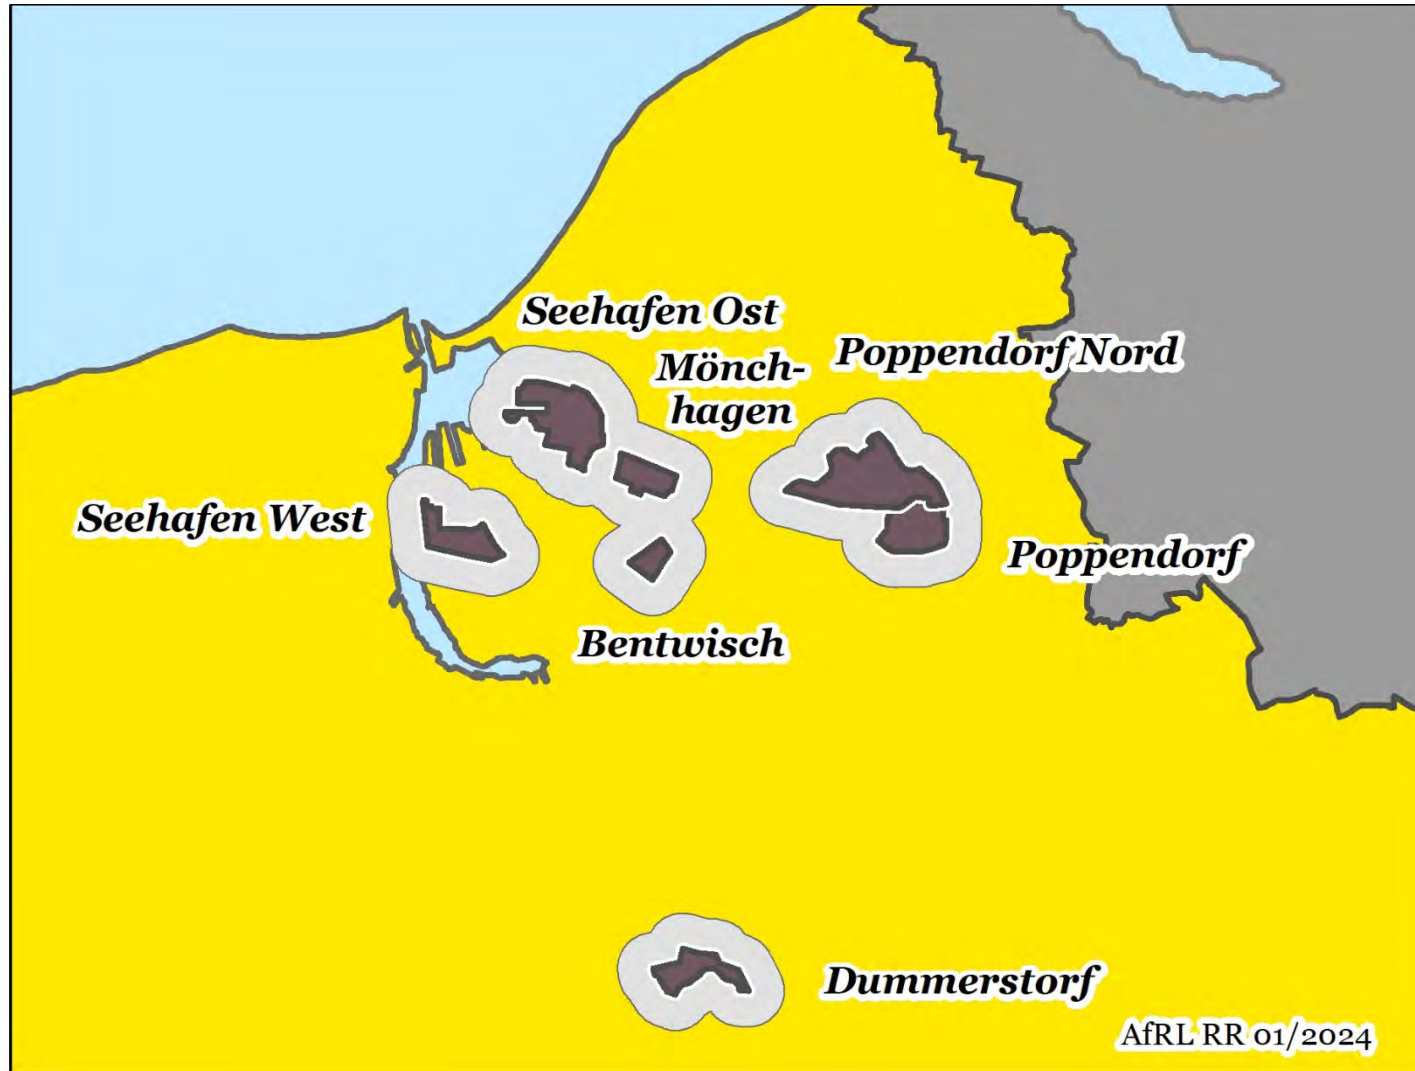 Seehafen Ost
Mönch-
hagen
Poppendorf Nord
Seehafen West
Poppendorf
Bentwisch
Dummerstorf
AfRL RR 01/2024